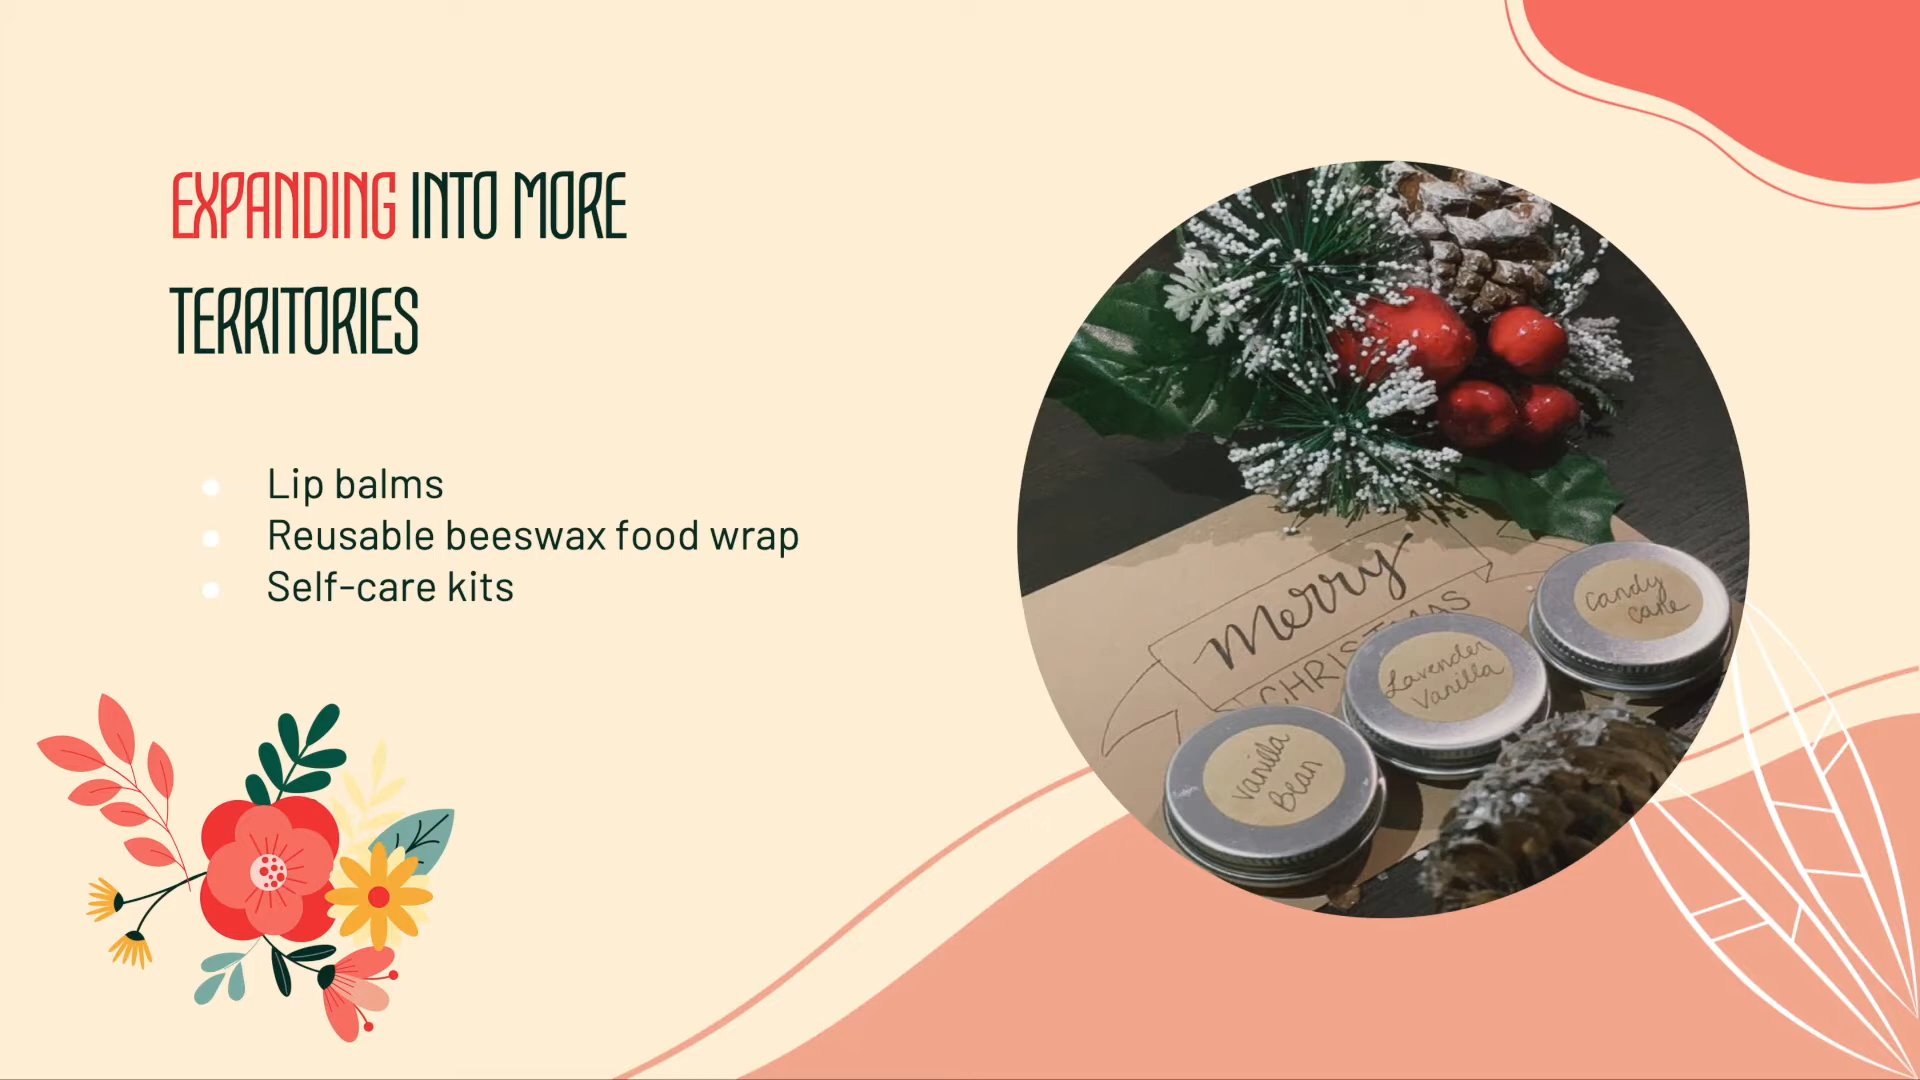 EXPANDING INTO MORE
TERRITORIES
Lip balms
Reusable beeswax food wrap
Self-care kits
Merry
CHRISTMAS
Candy
Cane
Lavender
Vanilla
Vanilla
Bean